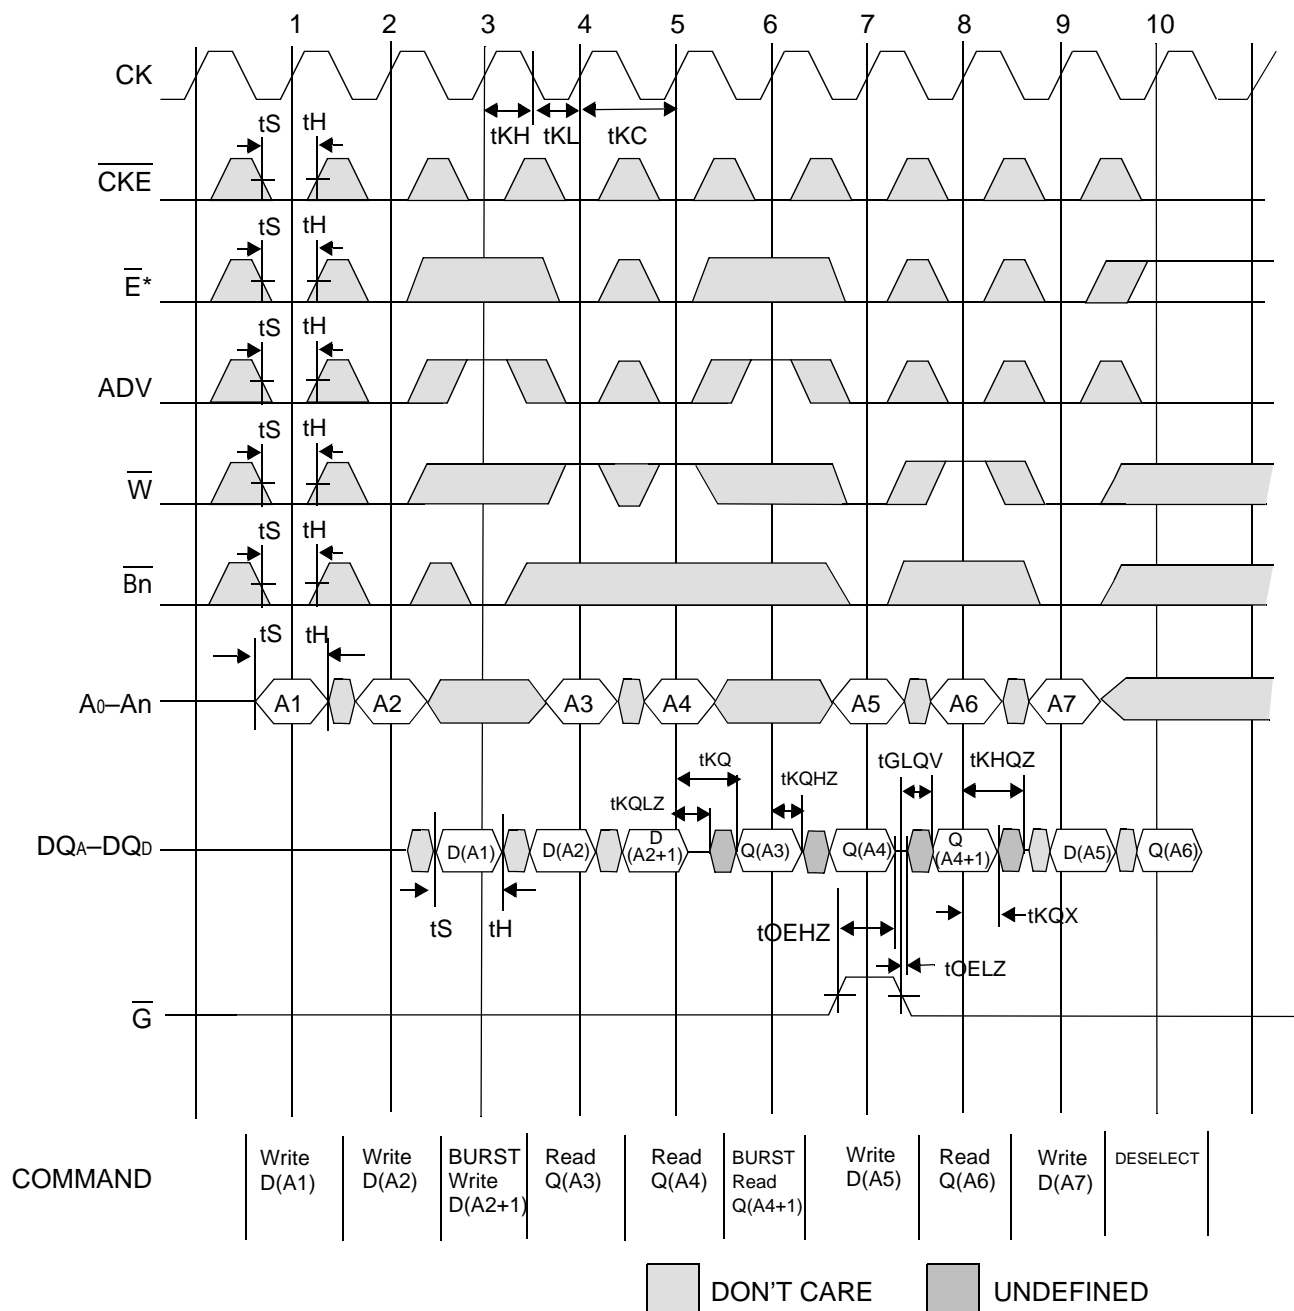 1 2 3 4 5 6 7 8 9 10
CK
tKH tKL tKC
tS tH
CKE
tS tH
E*
tS tH
ADV
tS tH
W
tS tH
Bn
tS tH
A0–An A1 A2 A3 A4 A5 A6 A7
tKQ tGLQV tKHQZ
tKQLZ tKQHZ
DQA–DQD D(A1) D(A2) D (A2+1) Q(A3) Q(A4) Q (A4+1) D(A5) Q(A6)
tS tH tOEHZ tKQX
tOELZ
G
COMMAND
Write D(A1)
Write D(A2)
BURST Write D(A2+1)
Read Q(A3)
Read Q(A4)
BURST Read Q(A4+1)
Write D(A5)
Read Q(A6)
Write D(A7)
DESELECT
DON'T CARE UNDEFINED